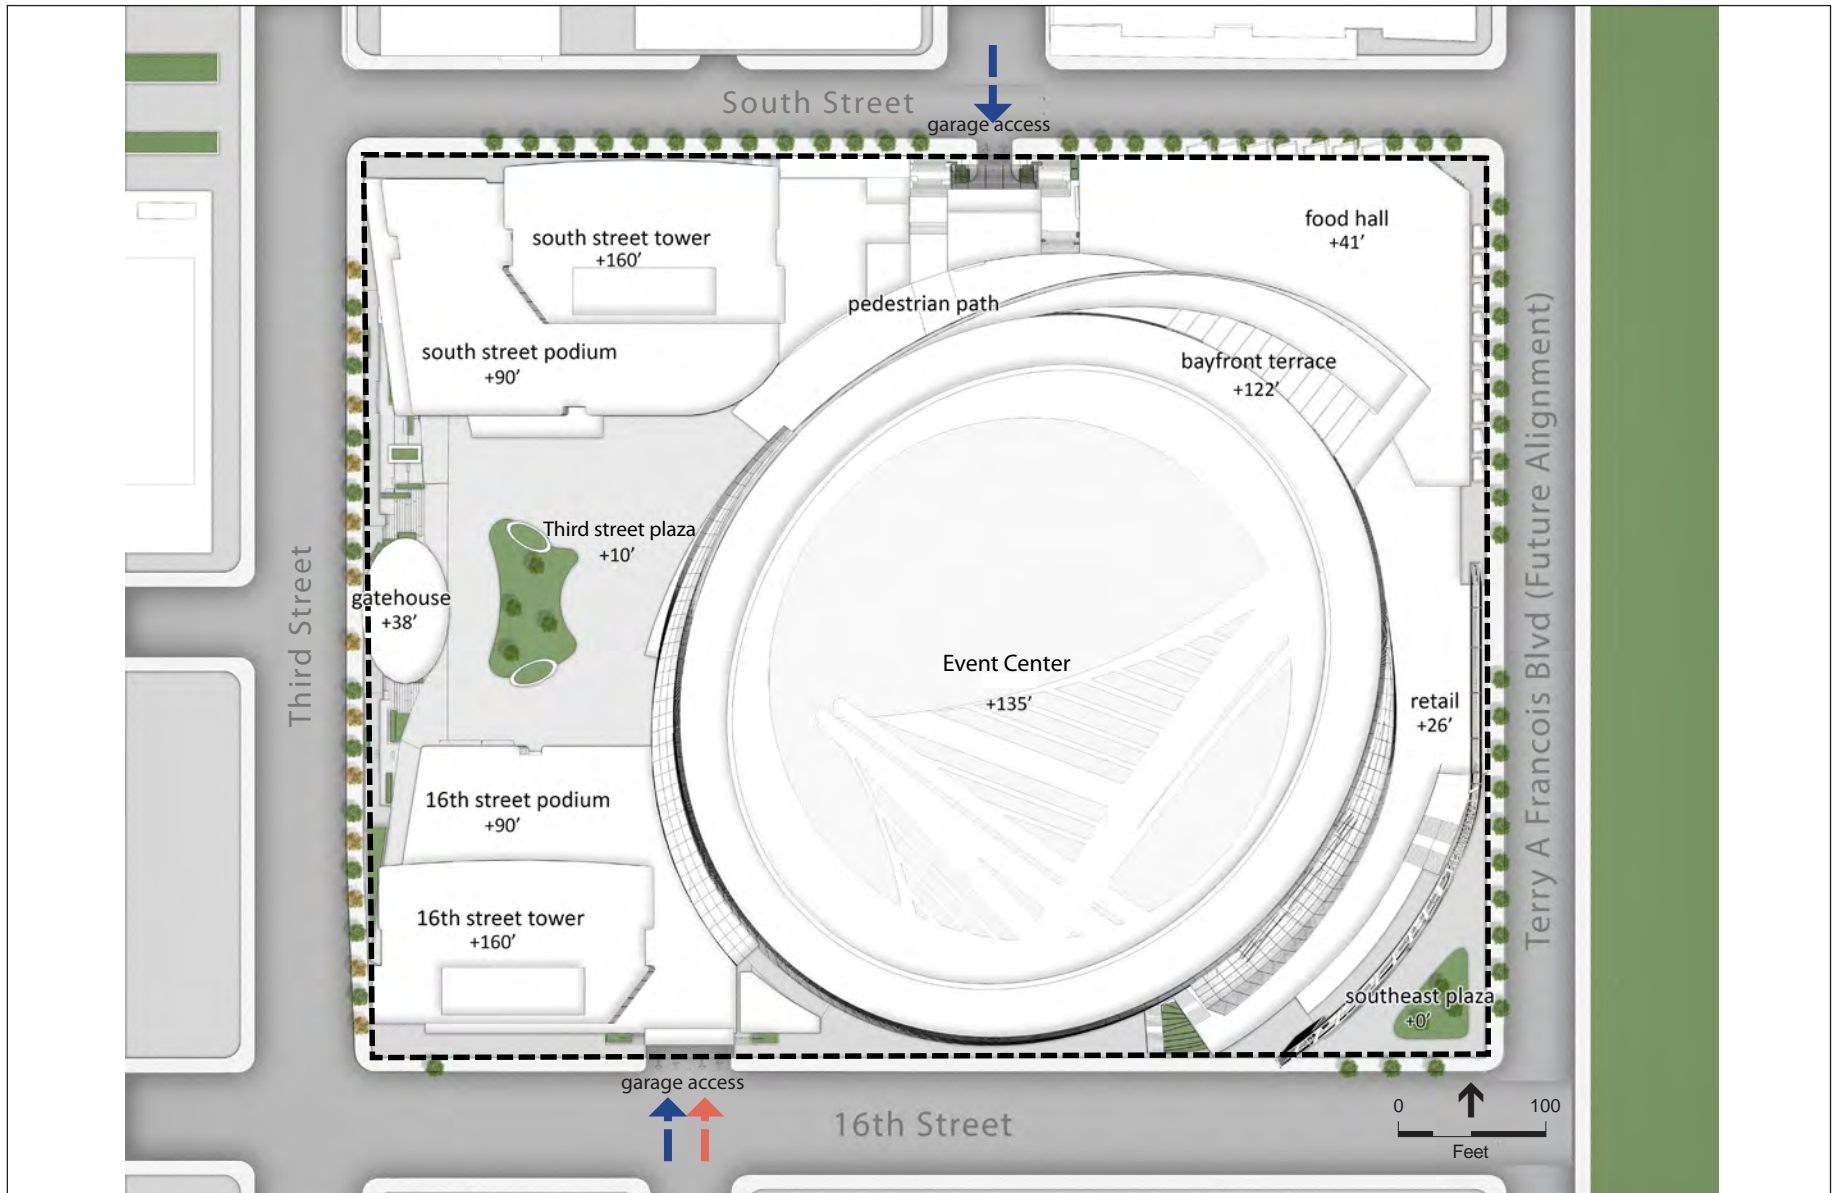 South Street
garage access
south street tower
+160’
food hall
+41’
pedestrian path
south street podium
+90’
bayfront terrace
+122’
Third street plaza
+10’
gatehouse
+38’
Third Street
Event Center
+135’
retail
+26’
Terry A Francois Blvd (Future Alignment)
16th street podium
+90’
16th street tower
+160’
southeast plaza
+0’
garage access
16th Street
0 100
Feet